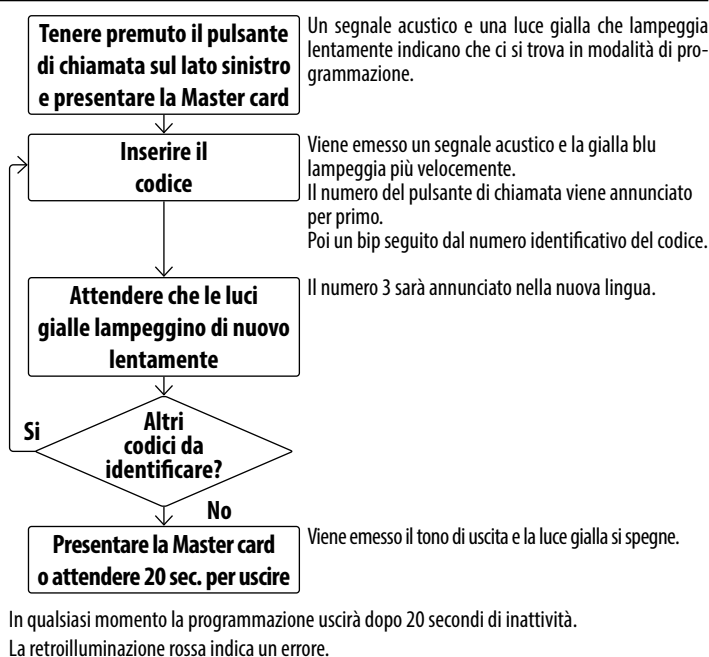 Tenere premuto il pulsante
di chiamata sul lato sinistro
e presentare la Master card
Un segnale acustico e una luce gialla che lampeggia
lentamente indicano che ci si trova in modalità di pro-
grammazione.
Inserire il
codice
Viene emesso un segnale acustico e la gialla blu
lampeggia più velocemente.
Il numero del pulsante di chiamata viene annunciato
per primo.
Poi un bip seguito dal numero identificativo del codice.
Attendere che le luci
gialle lampeggino di nuovo
lentamente
Il numero 3 sarà annunciato nella nuova lingua.
Si
Altri
codici da
identificare?
No
Presentare la Master card
o attendere 20 sec. per uscire
Viene emesso il tono di uscita e la luce gialla si spegne.
In qualsiasi momento la programmazione uscirà dopo 20 secondi di inattività.
La retroilluminazione rossa indica un errore.